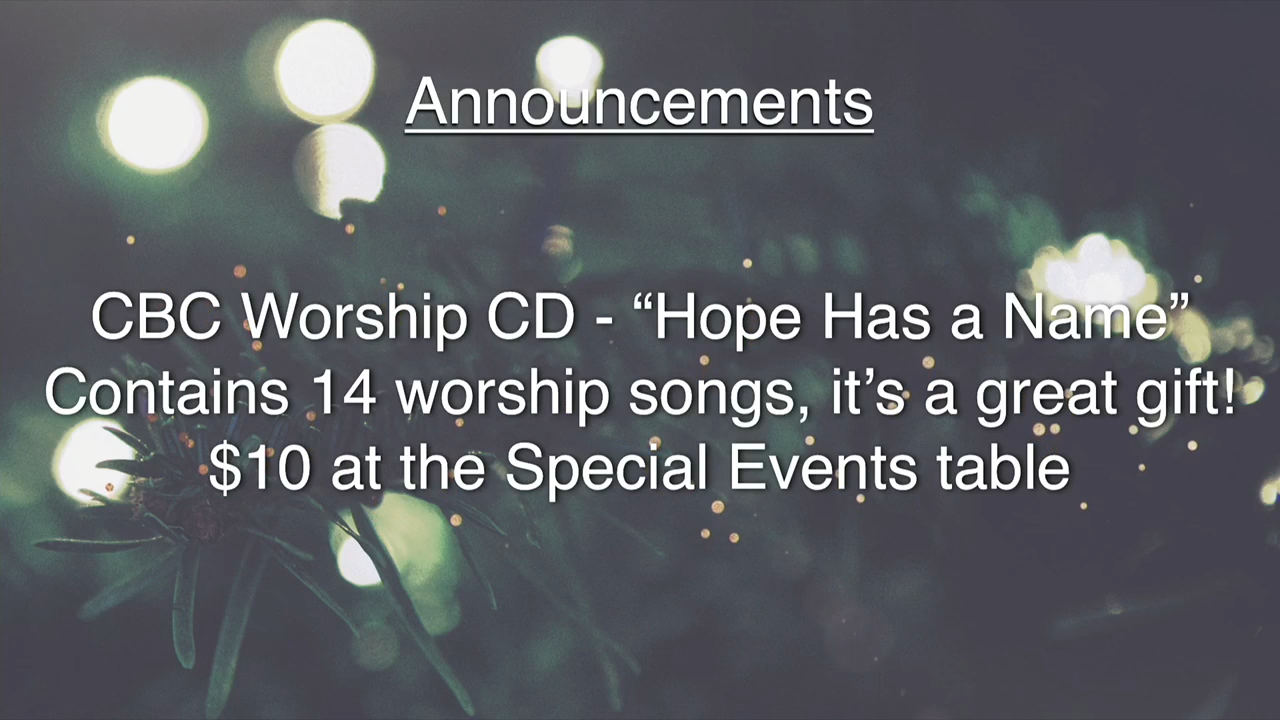 Announcements
CBC Worship CD - “Hope Has a Name”
Contains 14 worship songs, it’s a great gift!
$10 at the Special Events table